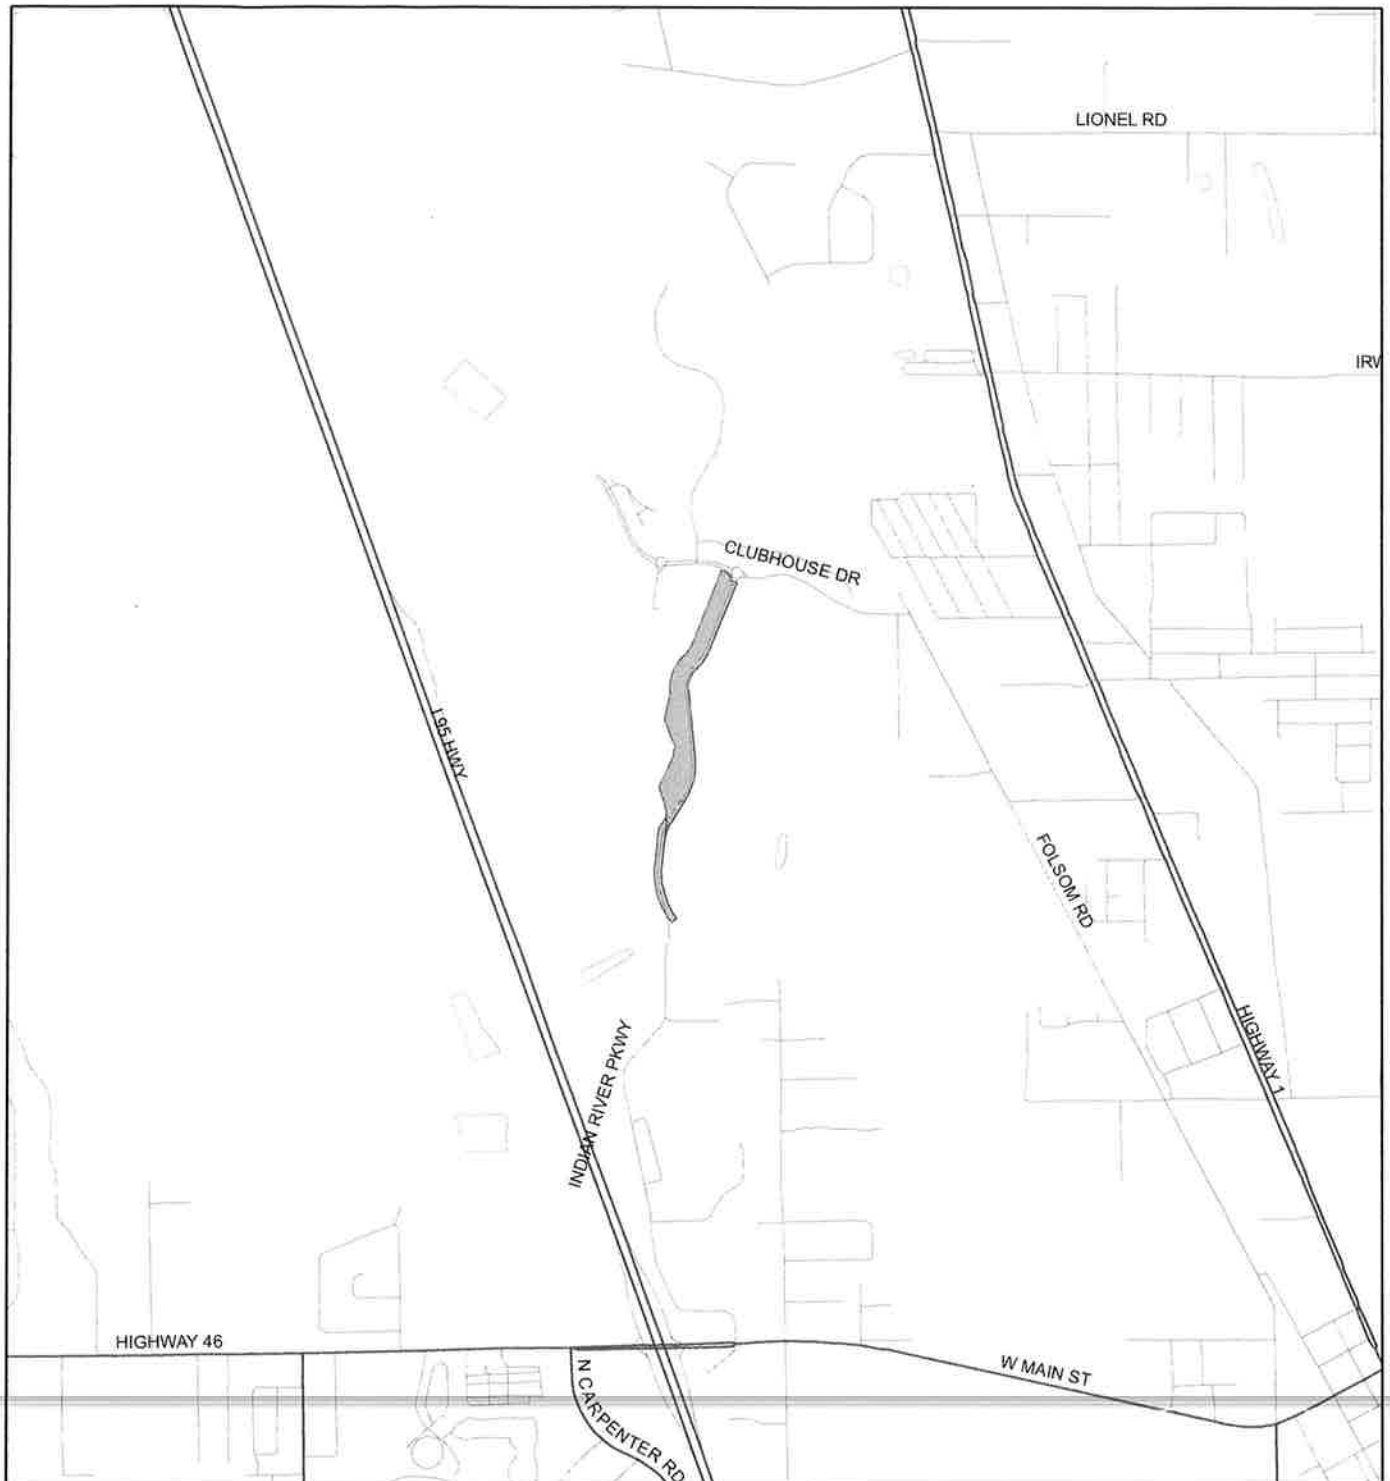 LIONEL RD
IRV
CLUBHOUSE DR
I 95 HWY
FOLSOM RD
HIGHWAY 1
INDIAN RIVER PKWY
HIGHWAY 46
W MAIN ST
N CARPENTER RD